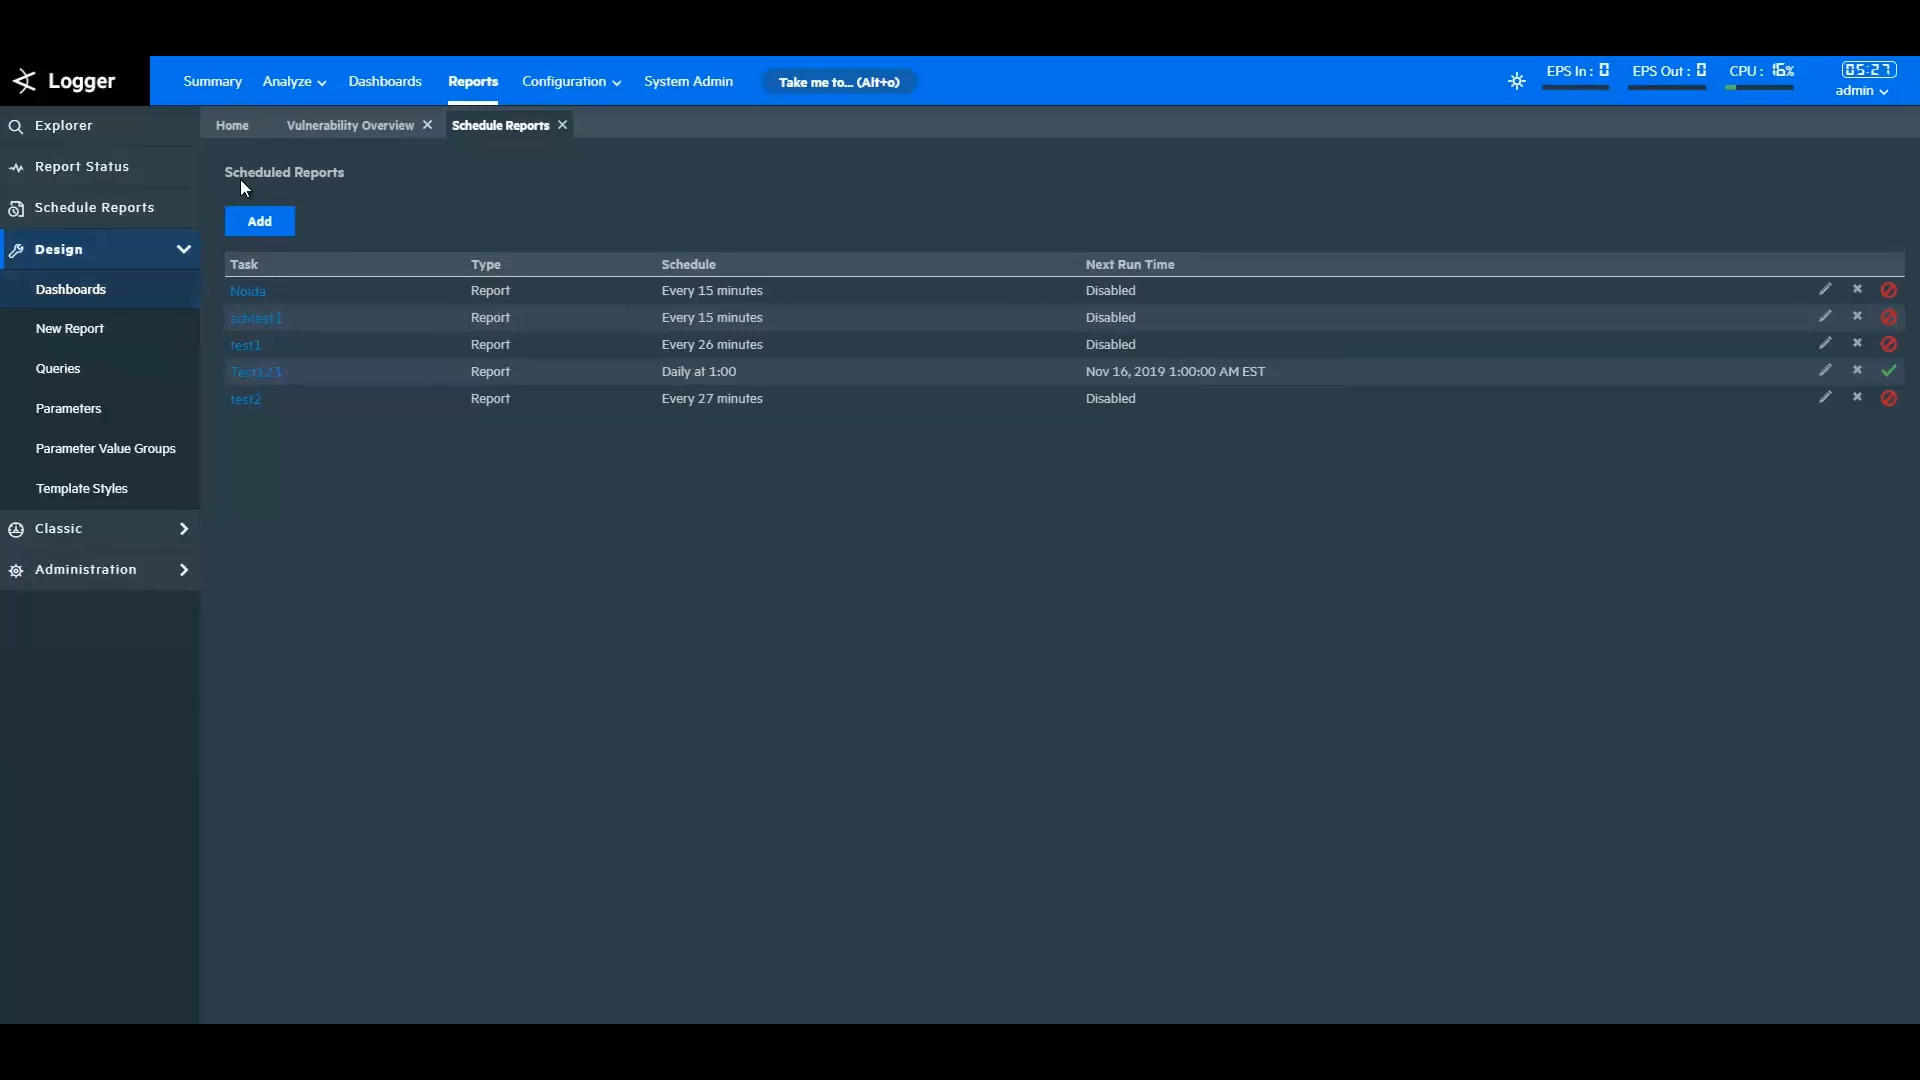 Logger
Summary Analyze Dashboards Reports Configuration System Admin Take me to... (Alt+o)
EPS In : 0 EPS Out : 0 CPU : 16% 05:27
admin
Explorer
Report Status
Schedule Reports
Design
Dashboards
New Report
Queries
Parameters
Parameter Value Groups
Template Styles
Classic
Administration
Home Vulnerability Overview Schedule Reports
Scheduled Reports
Add
Task Type Schedule Next Run Time
Noida Report Every 15 minutes Disabled
schtest1 Report Every 15 minutes Disabled
test1 Report Every 26 minutes Disabled
Test123 Report Daily at 1:00 Nov 16, 2019 1:00:00 AM EST
test2 Report Every 27 minutes Disabled